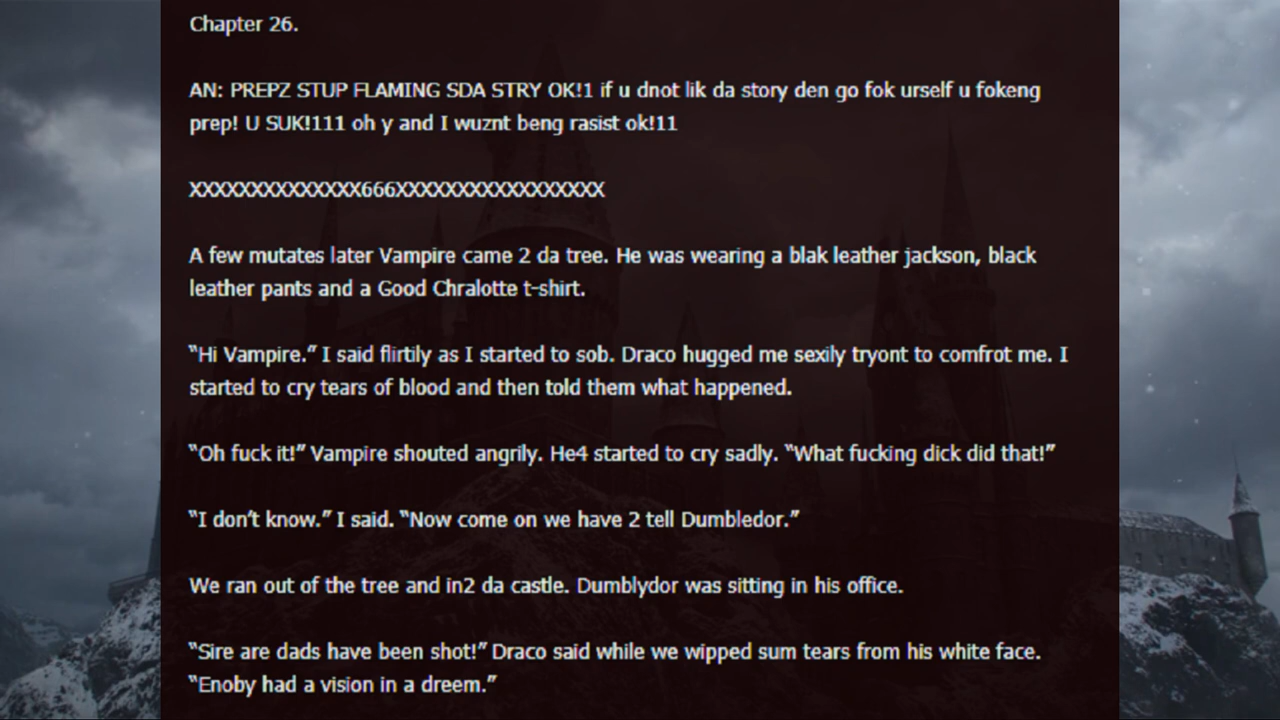 Chapter 26.
AN: PREPZ STUP FLAMING SDA STRY OK!1 if u dnot lik da story den go fok urself u fokeng
prep! U SUK!111 oh y and I wuznt beng rasist ok!11
XXXXXXXXXXXXXX666XXXXXXXXXXXXXXXXX
A few mutates later Vampire came 2 da tree. He was wearing a blak leather jackson, black
leather pants and a Good Chralotte t-shirt.
“Hi Vampire.” I said flirtily as I started to sob. Draco hugged me sexily tryont to comfrot me. I
started to cry tears of blood and then told them what happened.
“Oh fuck it!” Vampire shouted angrily. He4 started to cry sadly. “What fucking dick did that!”
“I don’t know.” I said. “Now come on we have 2 tell Dumbledor.”
We ran out of the tree and in2 da castle. Dumblydor was sitting in his office.
“Sire are dads have been shot!” Draco said while we wipped sum tears from his white face.
“Enoby had a vision in a dreem.”